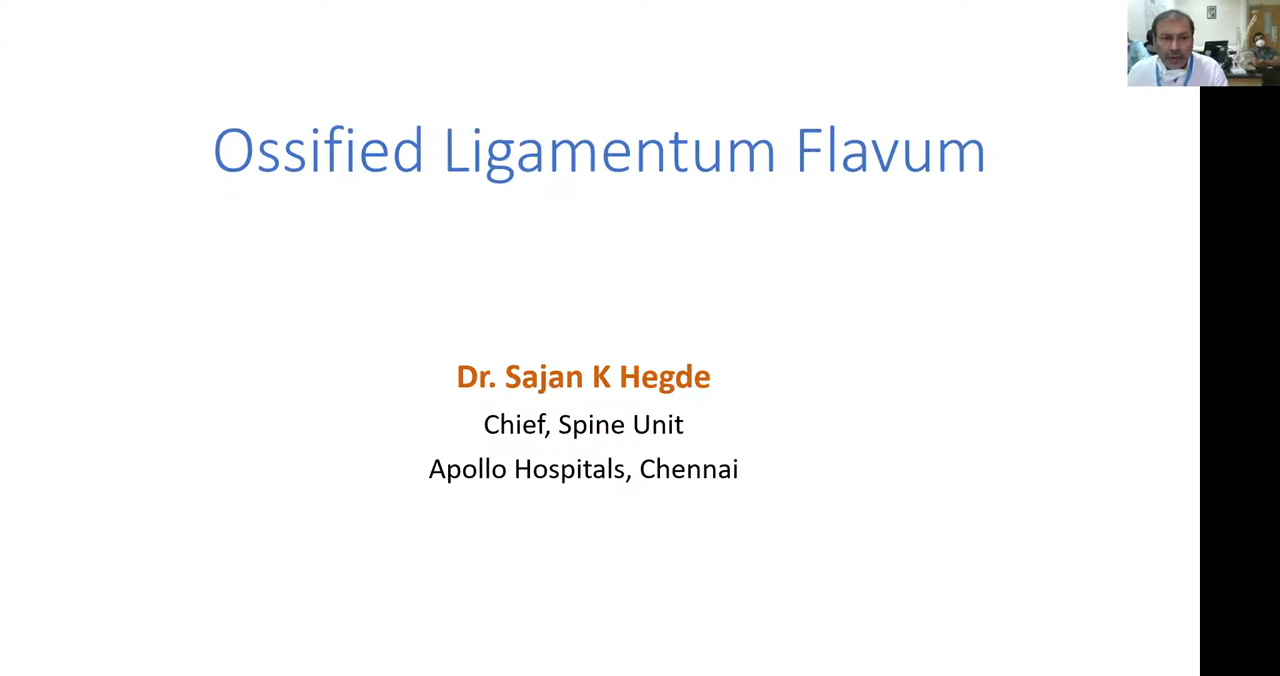 Ossified Ligamentum Flavum
Dr. Sajan K Hegde
Chief, Spine Unit
Apollo Hospitals, Chennai